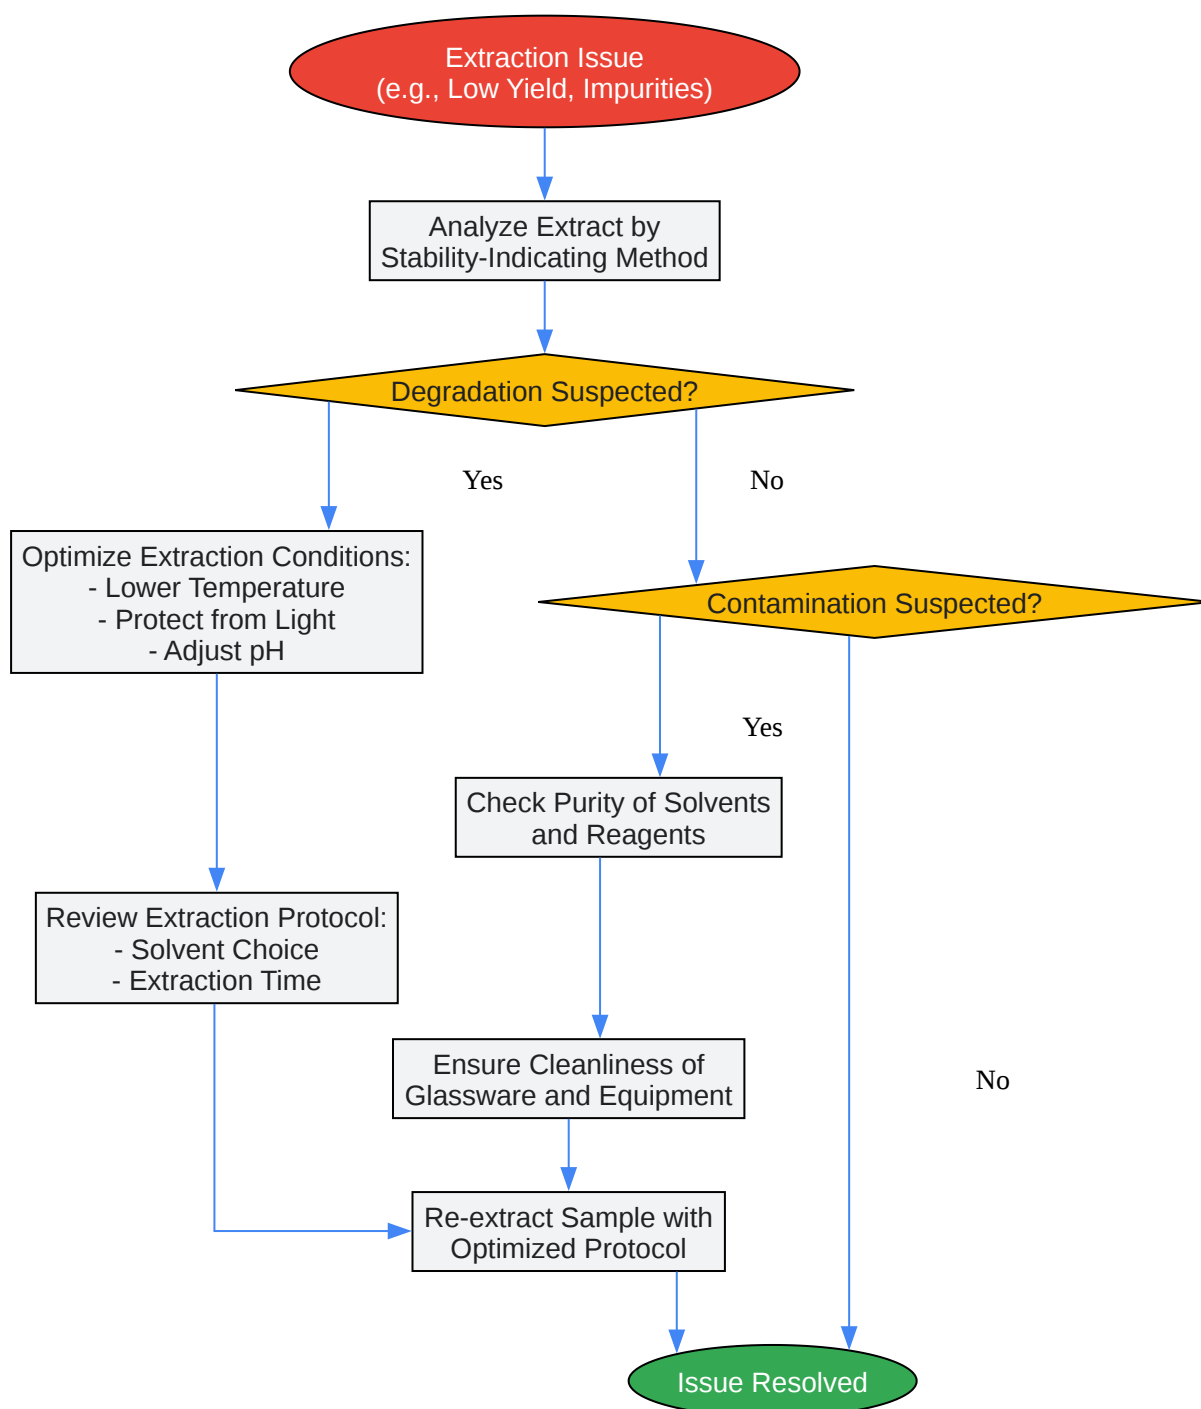 Extraction Issue
(e.g., Low Yield, Impurities)
Analyze Extract by
Stability-Indicating Method
Degradation Suspected?
Yes
No
Optimize Extraction Conditions:
- Lower Temperature
- Protect from Light
- Adjust pH
Contamination Suspected?
Yes
Check Purity of Solvents
and Reagents
Review Extraction Protocol:
- Solvent Choice
- Extraction Time
Ensure Cleanliness of
Glassware and Equipment
No
Re-extract Sample with
Optimized Protocol
Issue Resolved